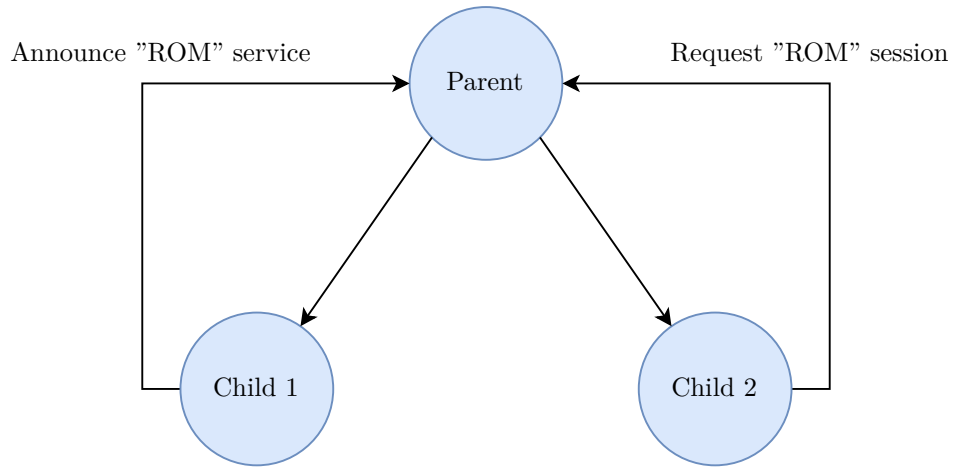 Announce ”ROM” service
Request ”ROM” session
Parent
Child 1
Child 2